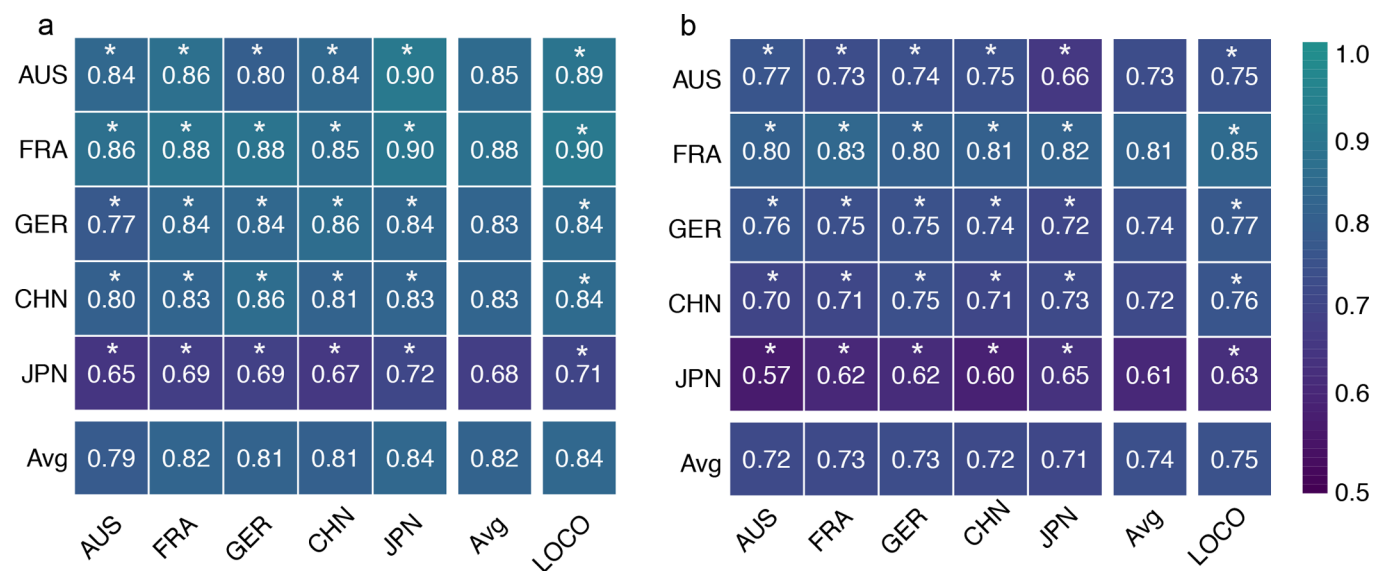 a
* * * * * *
AUS 0.84 0.86 0.80 0.84 0.90 0.85 0.89
* * * * * *
FRA 0.86 0.88 0.88 0.85 0.90 0.88 0.90
* * * * * *
GER 0.77 0.84 0.84 0.86 0.84 0.83 0.84
* * * * * *
CHN 0.80 0.83 0.86 0.81 0.83 0.83 0.84
* * * * * *
JPN 0.65 0.69 0.69 0.67 0.72 0.68 0.71
Avg 0.79 0.82 0.81 0.81 0.84 0.82 0.84
AUS FRA GER CHN JPN Avg LOCO
b
* * * * * *
AUS 0.77 0.73 0.74 0.75 0.66 0.73 0.75
* * * * * *
FRA 0.80 0.83 0.80 0.81 0.82 0.81 0.85
* * * * * *
GER 0.76 0.75 0.75 0.74 0.72 0.74 0.77
* * * * * *
CHN 0.70 0.71 0.75 0.71 0.73 0.72 0.76
* * * * * *
JPN 0.57 0.62 0.62 0.60 0.65 0.61 0.63
Avg 0.72 0.73 0.73 0.72 0.71 0.74 0.75
AUS FRA GER CHN JPN Avg LOCO
1.0
0.9
0.8
0.7
0.6
0.5